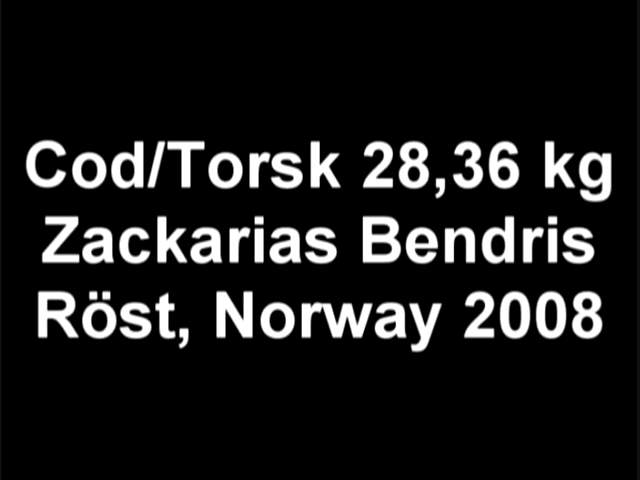 Cod/Torsk 28,36 kg
Zackarias Bendris
Röst, Norway 2008